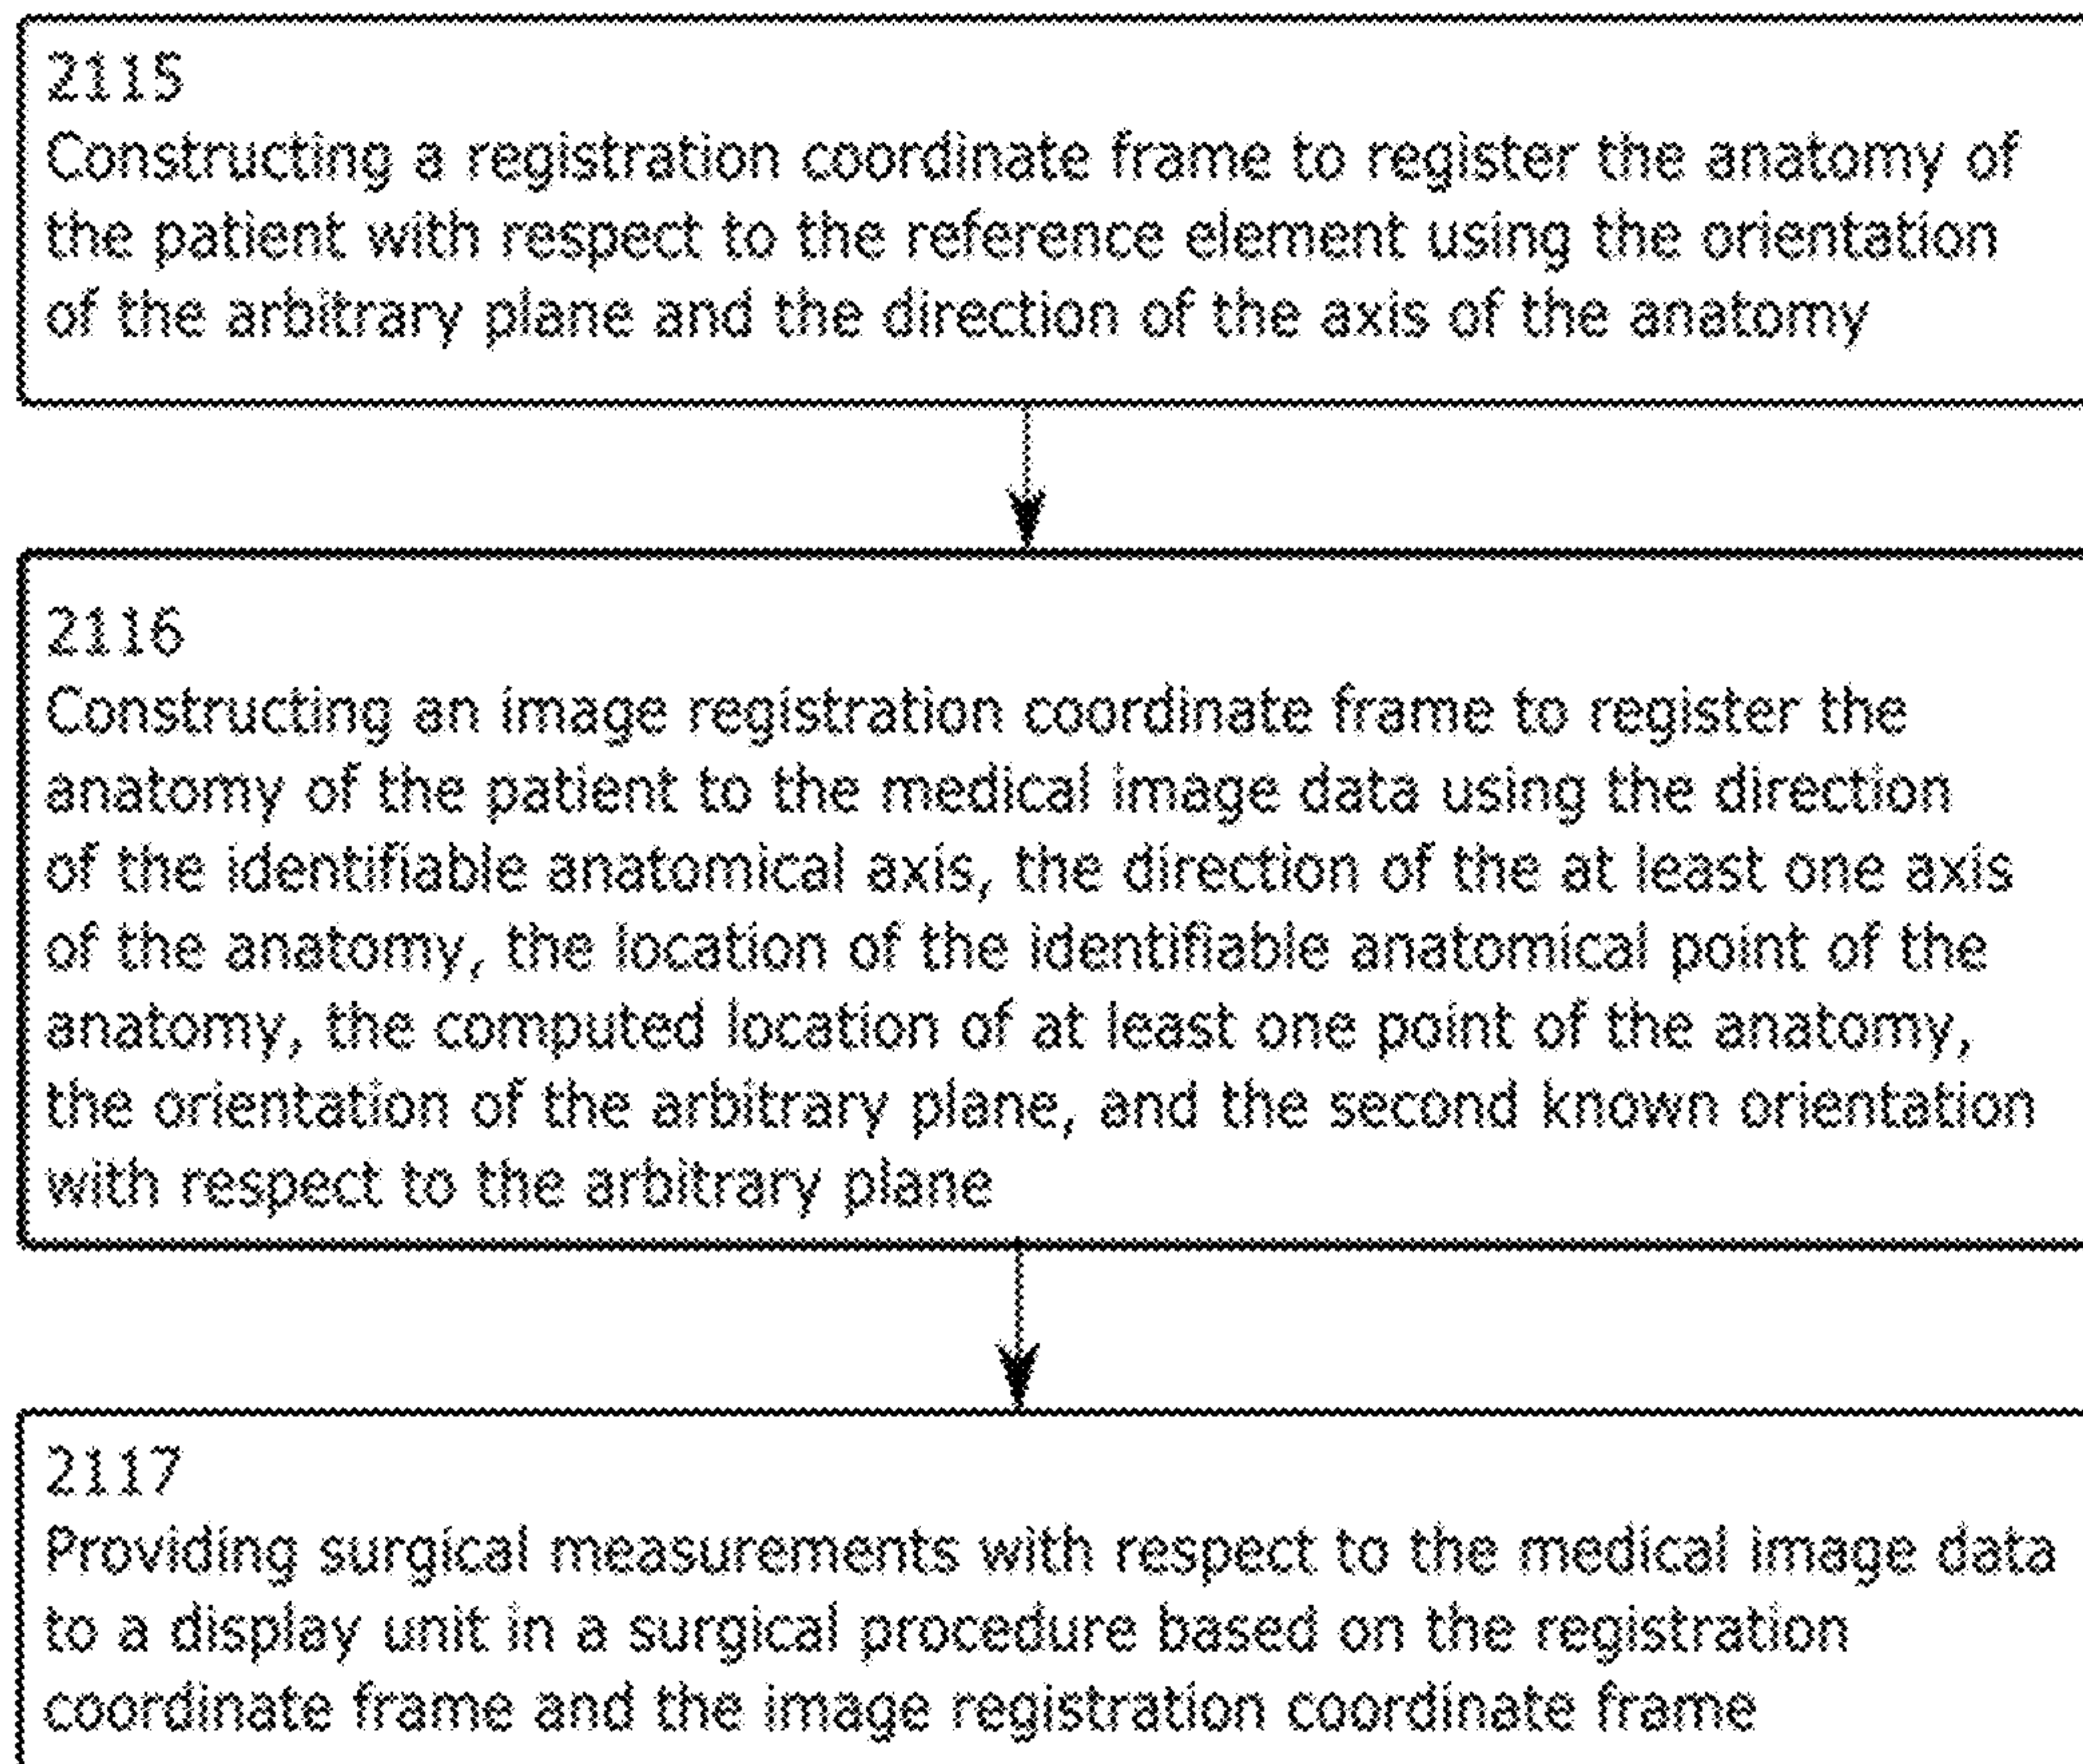 2115
Constructing a registration coordinate frame to register the anatomy of
the patient with respect to the reference element using the orientation
of the arbitrary plane and the direction of the axis of the anatomy
2116
Constructing an image registration coordinate frame to register the
anatomy of the patient to the medical image data using the direction
of the identifiable anatomical axis, the direction of the at least one axis
of the anatomy, the location of the identifiable anatomical point of the
anatomy, the computed location of at least one point of the anatomy,
the orientation of the arbitrary plane, and the second known orientation
with respect to the arbitrary plane
2117
Providing surgical measurements with respect to the medical image data
to a display unit in a surgical procedure based on the registration
coordinate frame and the image registration coordinate frame